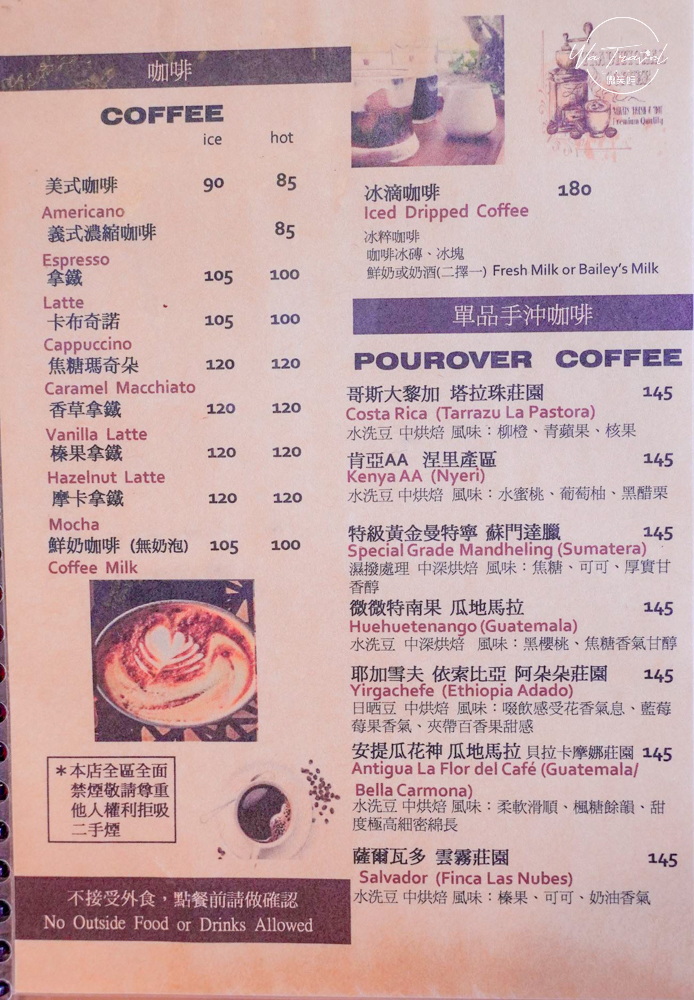 咖啡
COFFEE
ice hot
美式咖啡 90 85
Americano
義式濃縮咖啡 85
Espresso
拿鐵 105 100
Latte
卡布奇諾 105 100
Cappuccino
焦糖瑪奇朵 120 120
Caramel Macchiato
香草拿鐵 120 120
Vanilla Latte
榛果拿鐵 120 120
Hazelnut Latte
摩卡拿鐵 120 120
Mocha
鮮奶咖啡 (無奶泡) 105 100
Coffee Milk
*本店全區全面
禁煙敬請尊重
他人權利拒吸
二手煙
不接受外食，點餐前請做確認
No Outside Food or Drinks Allowed
Wa Travel
Premium Quality
冰滴咖啡 180
Iced Dripped Coffee
冰粹咖啡
咖啡冰磚、冰塊
鮮奶或奶酒(二擇一) Fresh Milk or Bailey's Milk
單品手沖咖啡
POUROVER COFFEE
哥斯大黎加 塔拉珠莊園 145
Costa Rica (Tarrazu La Pastora)
水洗豆 中烘焙 風味：柳橙、青蘋果、核果
肯亞AA 涅里產區 145
Kenya AA (Nyeri)
水洗豆 中烘焙 風味：水蜜桃、葡萄柚、黑醋栗
特級黃金曼特寧 蘇門達臘 145
Special Grade Mandheling (Sumatera)
濕撥處理 中深烘焙 風味：焦糖、可可、厚實甘
香醇
薇薇特南果 瓜地馬拉 145
Huehuetenango (Guatemala)
水洗豆 中深烘焙 風味：黑櫻桃、焦糖香氣甘醇
耶加雪夫 依索比亞 阿朵朵莊園 145
Yirgachefe (Ethiopia Adado)
日晒豆 中烘焙 風味：啜飲感受花香氣息、藍莓
莓果香氣、夾帶百香果甜感
安提瓜花神 瓜地馬拉 貝拉卡摩娜莊園 145
Antigua La Flor del Café (Guatemala/
Bella Carmona)
水洗豆 中烘焙 風味：柔軟滑順、楓糖餘韻、甜
度極高細密綿長
薩爾瓦多 雲霧莊園 145
Salvador (Finca Las Nubes)
水洗豆 中烘焙 風味：榛果、可可、奶油香氣